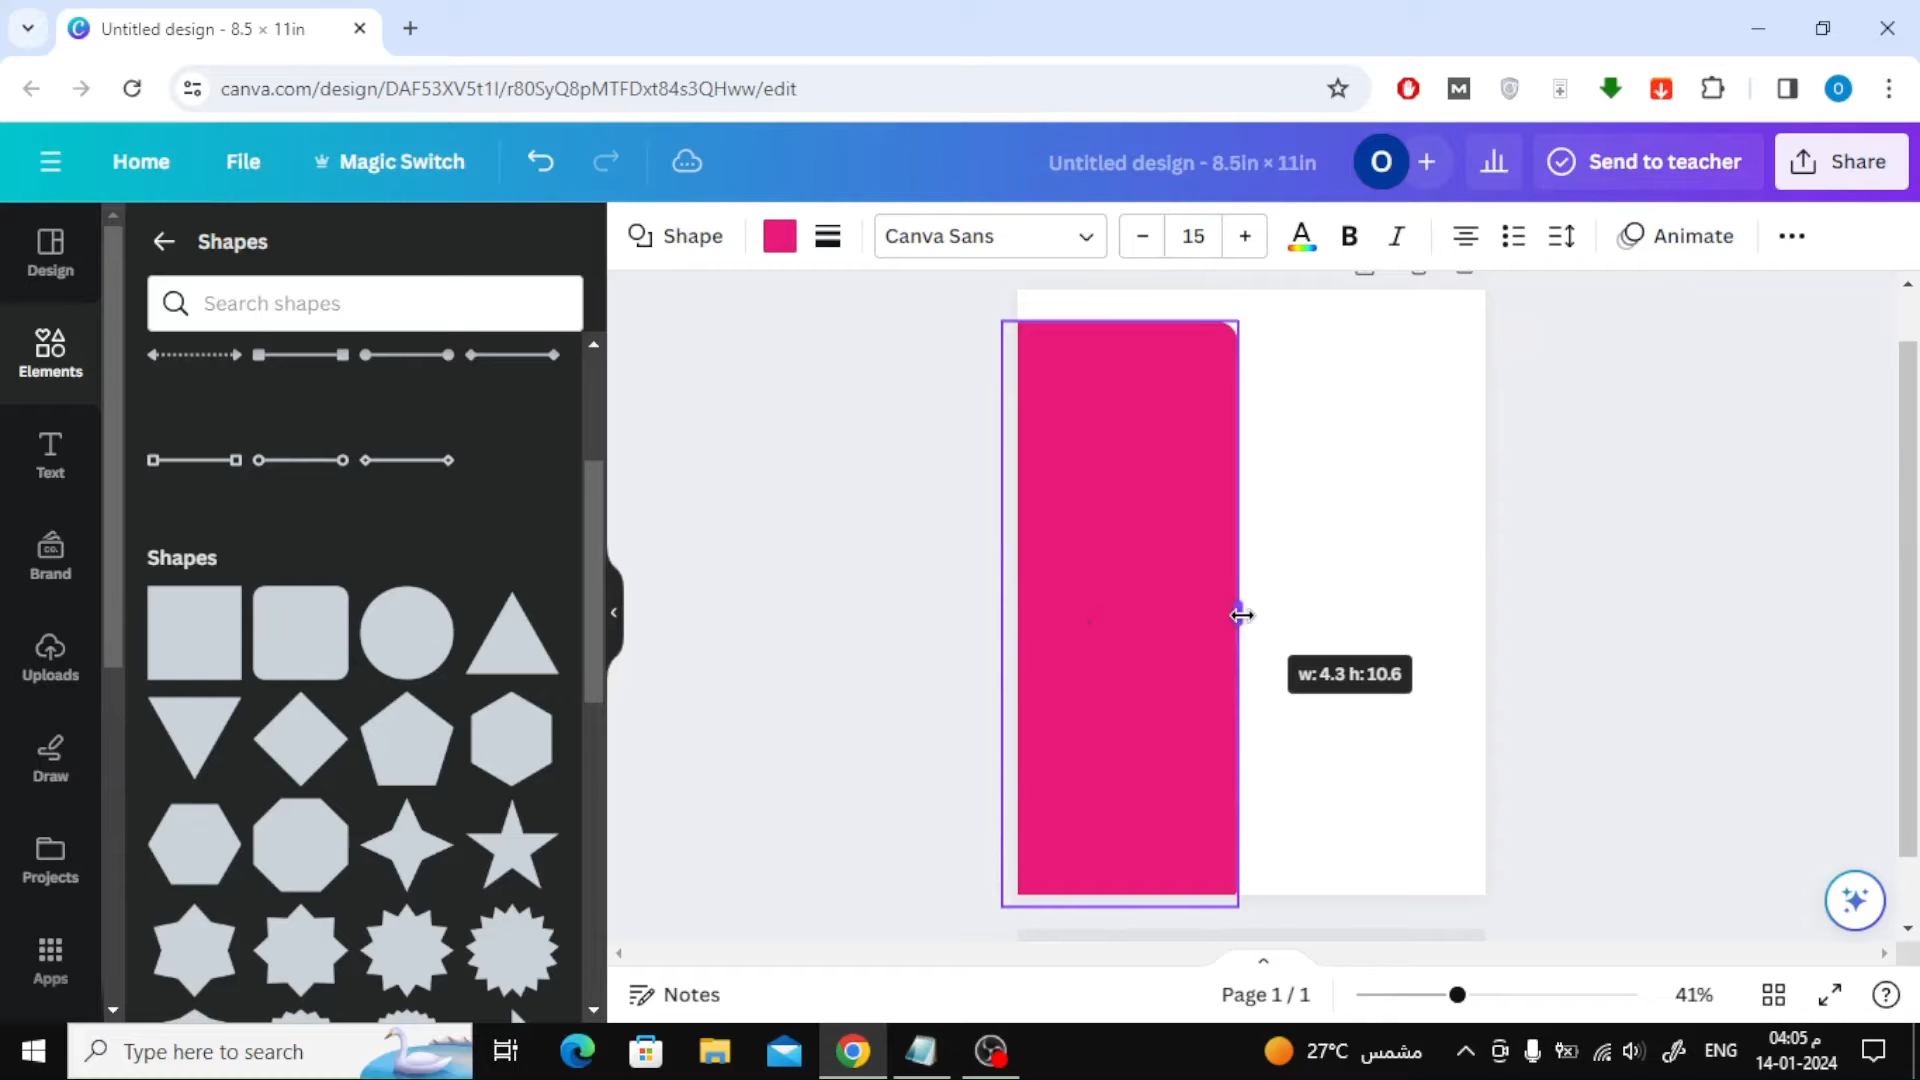 Untitled design - 8.5 × 11in
canva.com/design/DAF53XV5t1I/r80SyQ8pMTFDxt84s3QHww/edit
M
O
Home
File
Magic Switch
Untitled design - 8.5in × 11in
O
Send to teacher
Share
Design
Elements
Text
Brand
Uploads
Draw
Projects
Apps
Shapes
Search shapes
Shapes
Shape
Canva Sans
15
A
B
I
Animate
w: 4.3 h: 10.6
Notes
Page 1 / 1
41%
Type here to search
27°C مشمس
ENG
04:05 م
14-01-2024